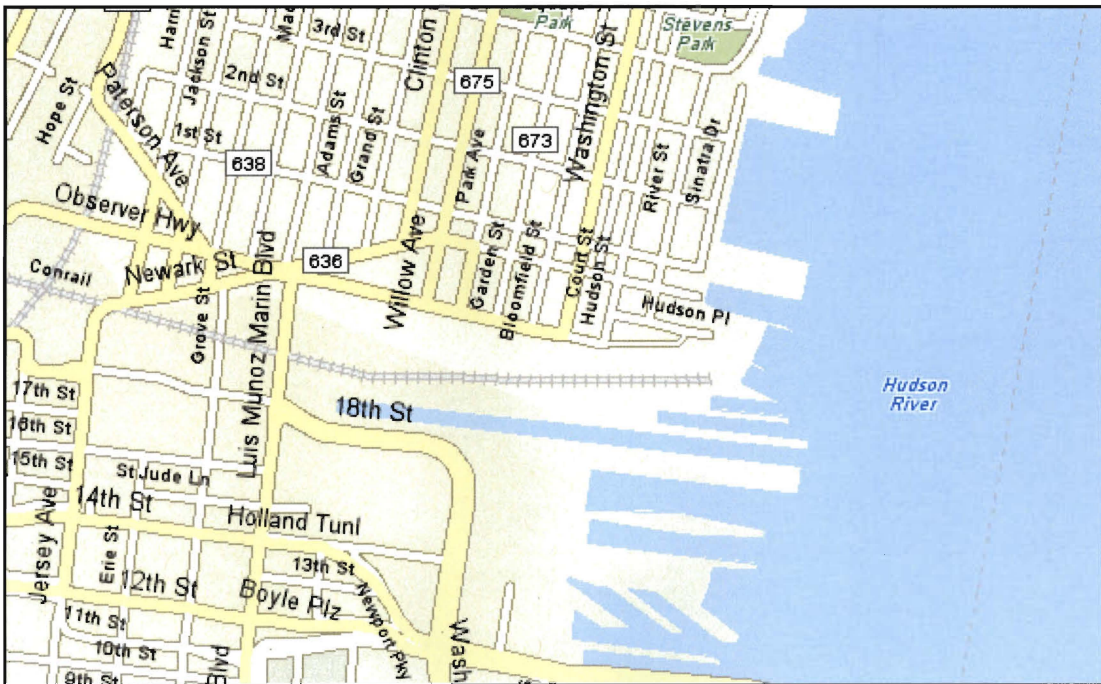 Stevens
Park
Park
3rd St
2nd St
1st St
Jackson St
Hope St
Paterson Ave
Adams St
Grand St
Clinton
675
673
638
636
Park Ave
Washington St
River St
Sinatra Dr
Observer Hwy
Newark St
Conrail
Grove St
Luis Munoz Marin Blvd
Willow Ave
Garden St
Bloomfield St
Court St
Hudson St
Hudson Pl
Hudson
River
17th St
16th St
15th St
St Jude Ln
18th St
14th St
Holland Tunl
Jersey Ave
Erie St
13th St
12th St
Boyle Plz
Newport Pky
11th St
10th St
9th St
Blvd
Wash